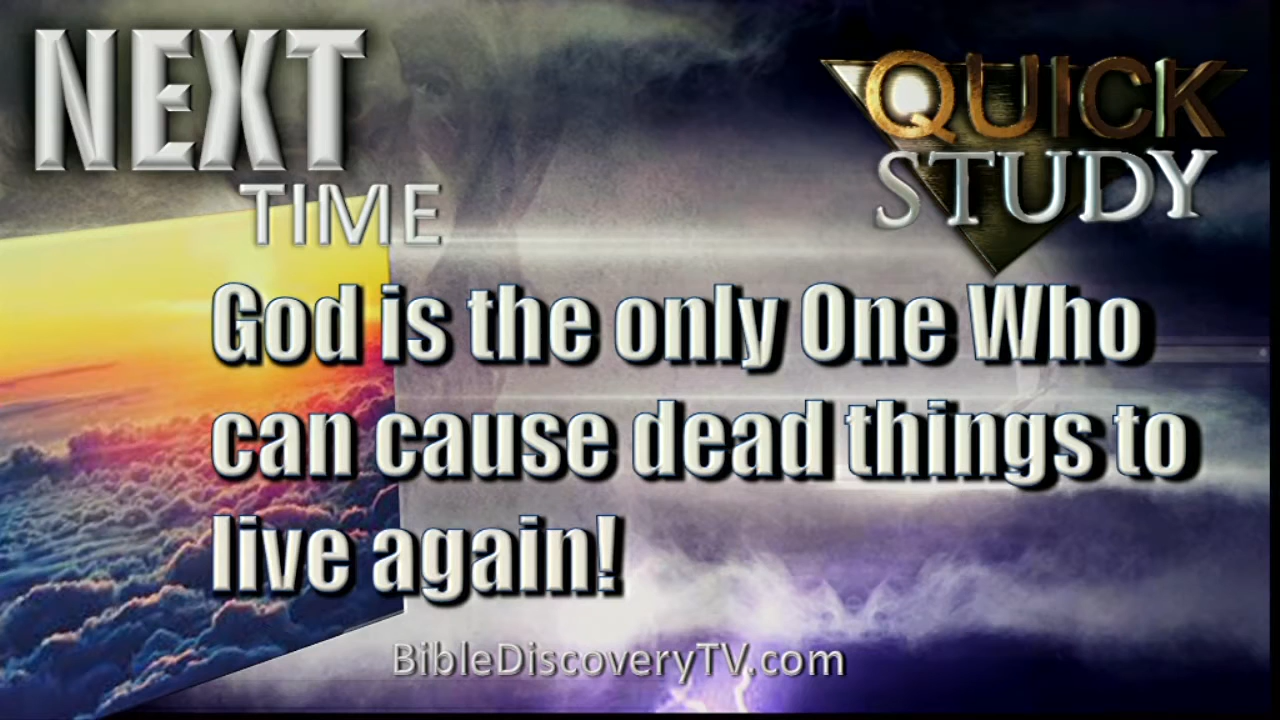 NEXT
TIME
QUICK
STUDY
God is the only One Who
can cause dead things to
live again!
BibleDiscoveryTV.com